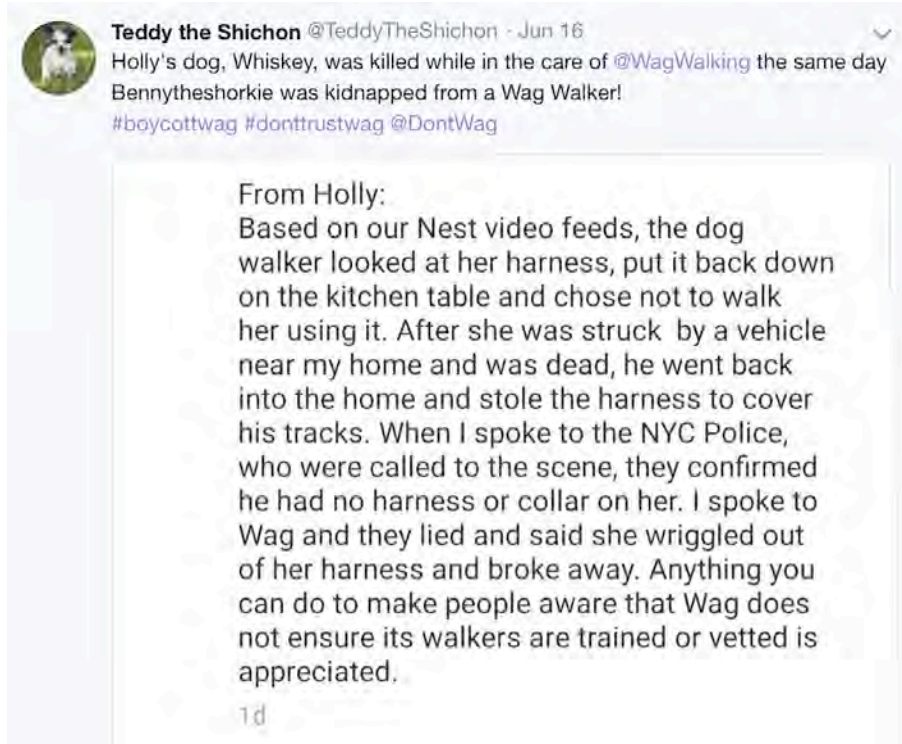 Teddy the Shichon @TeddyTheShichon · Jun 16
Holly's dog, Whiskey, was killed while in the care of @WagWalking the same day
Bennytheshorkie was kidnapped from a Wag Walker!
#boycottwag #donttrustwag @DontWag
From Holly:
Based on our Nest video feeds, the dog
walker looked at her harness, put it back down
on the kitchen table and chose not to walk
her using it. After she was struck  by a vehicle
near my home and was dead, he went back
into the home and stole the harness to cover
his tracks. When I spoke to the NYC Police,
who were called to the scene, they confirmed
he had no harness or collar on her. I spoke to
Wag and they lied and said she wriggled out
of her harness and broke away. Anything you
can do to make people aware that Wag does
not ensure its walkers are trained or vetted is
appreciated.
1d